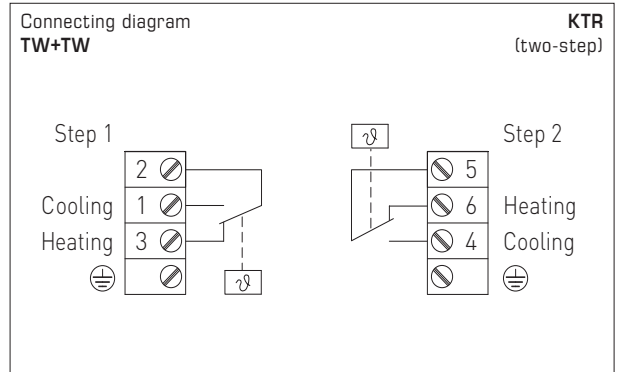 Connecting diagram
TW+TW
KTR
(two-step)
Step 1
2
Cooling 1
Heating 3
ϑ
ϑ
Step 2
5
6 Heating
4 Cooling